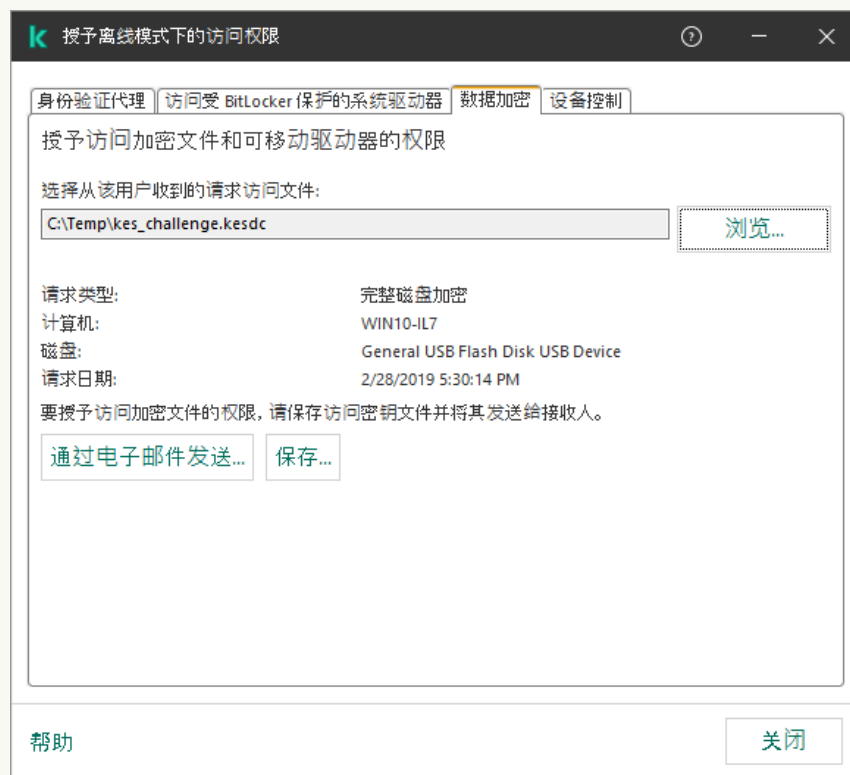 授予离线模式下的访问权限
身份验证代理 访问受 BitLocker 保护的系统驱动器 数据加密 设备控制
授予访问加密文件和可移动驱动器的权限
选择从该用户收到的请求访问文件:
C:\Temp\kes_challenge.kesdc 浏览...
请求类型: 完整磁盘加密
计算机: WIN10-IL7
磁盘: General USB Flash Disk USB Device
请求日期: 2/28/2019 5:30:14 PM
要授予访问加密文件的权限, 请保存访问密钥文件并将其发送给接收人。
通过电子邮件发送... 保存...
帮助 关闭